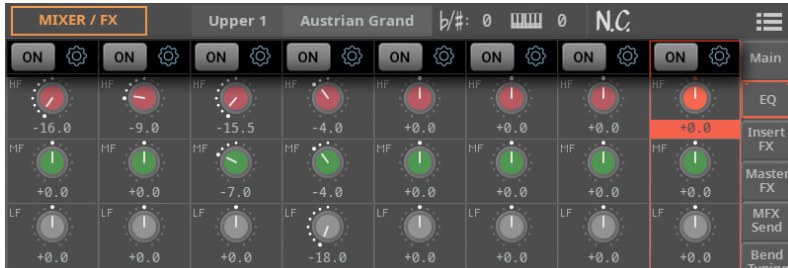 MIXER / FX Upper 1 Austrian Grand b/#: 0 0 N.C.
ON ON ON ON ON ON ON ON Main
HF HF HF HF HF HF HF HF EQ
-16.0 -9.0 -15.5 -4.0 +0.0 +0.0 +0.0 +0.0
Insert
FX
MF MF MF MF MF MF MF MF
Master
FX
+0.0 +0.0 -7.0 -4.0 +0.0 +0.0 +0.0 +0.0
LF LF LF LF LF LF LF LF
MFX
Send
+0.0 +0.0 +0.0 -18.0 +0.0 +0.0 +0.0 +0.0
Bend
Tuning